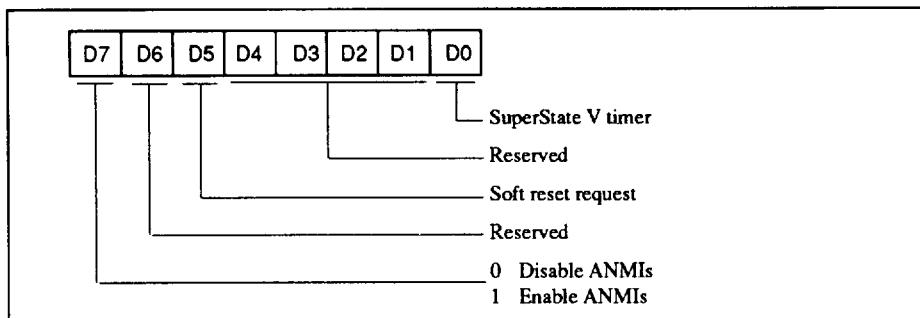 D7 D6 D5 D4 D3 D2 D1 D0
SuperState V timer
Reserved
Soft reset request
Reserved
0 Disable ANMIs
1 Enable ANMIs